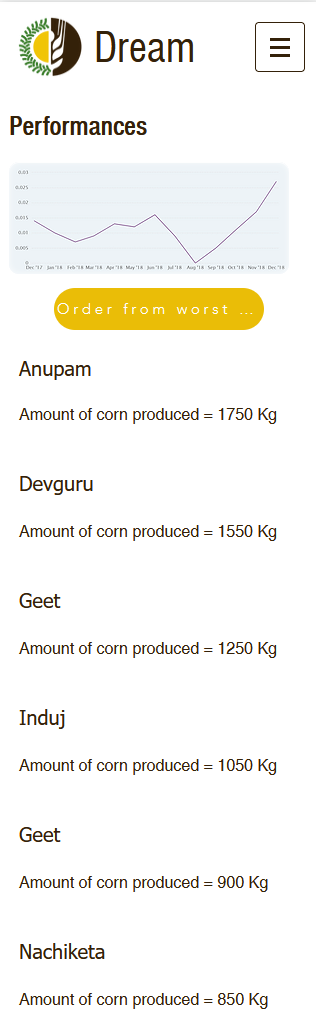 Dream
Performances
0.03
0.025
0.02
0.015
0.01
0.005
0
Dec '17 Jan '18 Feb '18 Mar '18 Apr '18 May '18 Jun '18 Jul '18 Aug '18 Sep '18 Oct '18 Nov '18 Dec '18
Order from worst ...
Anupam
Amount of corn produced = 1750 Kg
Devguru
Amount of corn produced = 1550 Kg
Geet
Amount of corn produced = 1250 Kg
Induj
Amount of corn produced = 1050 Kg
Geet
Amount of corn produced = 900 Kg
Nachiketa
Amount of corn produced = 850 Kg